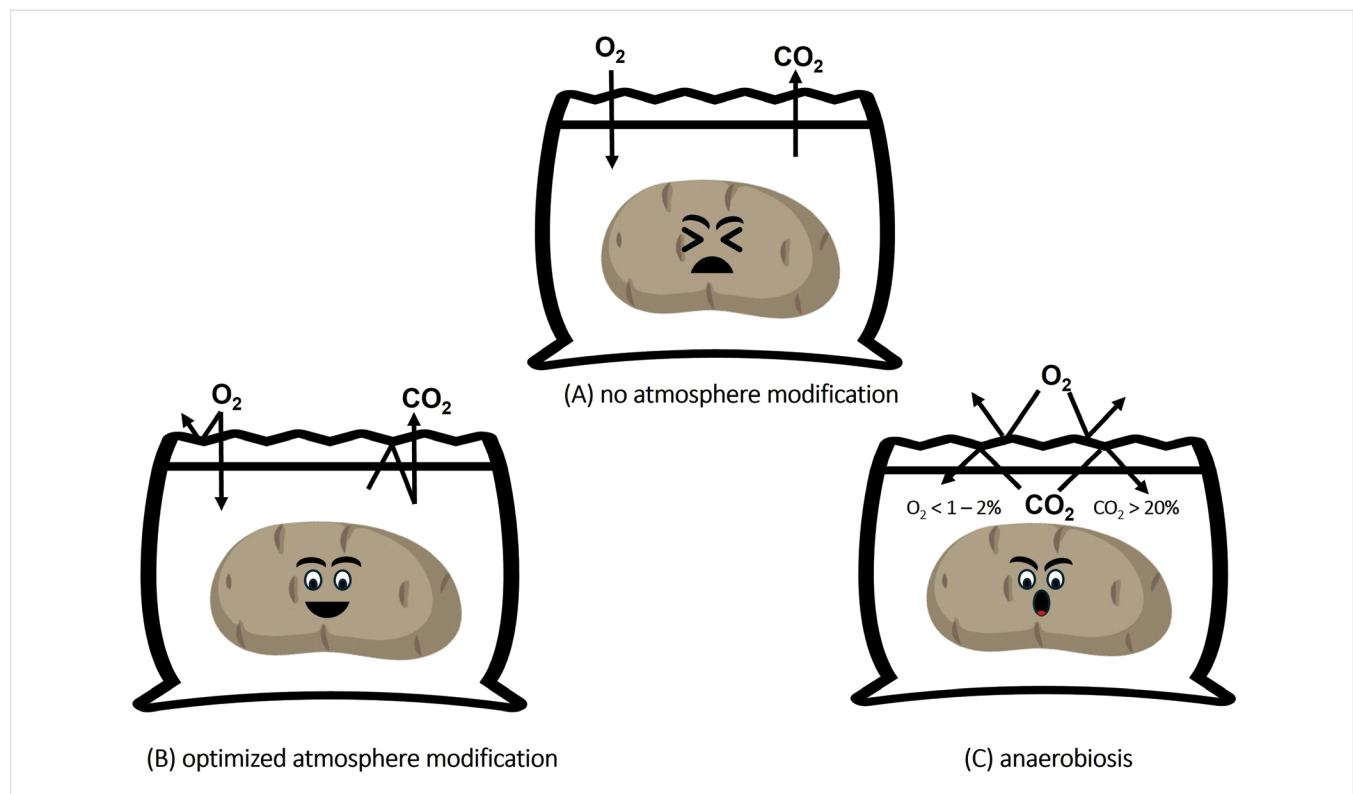 O₂
CO₂
(A) no atmosphere modification
O₂
CO₂
(B) optimized atmosphere modification
O₂
O₂ < 1 – 2%
CO₂
CO₂ > 20%
(C) anaerobiosis